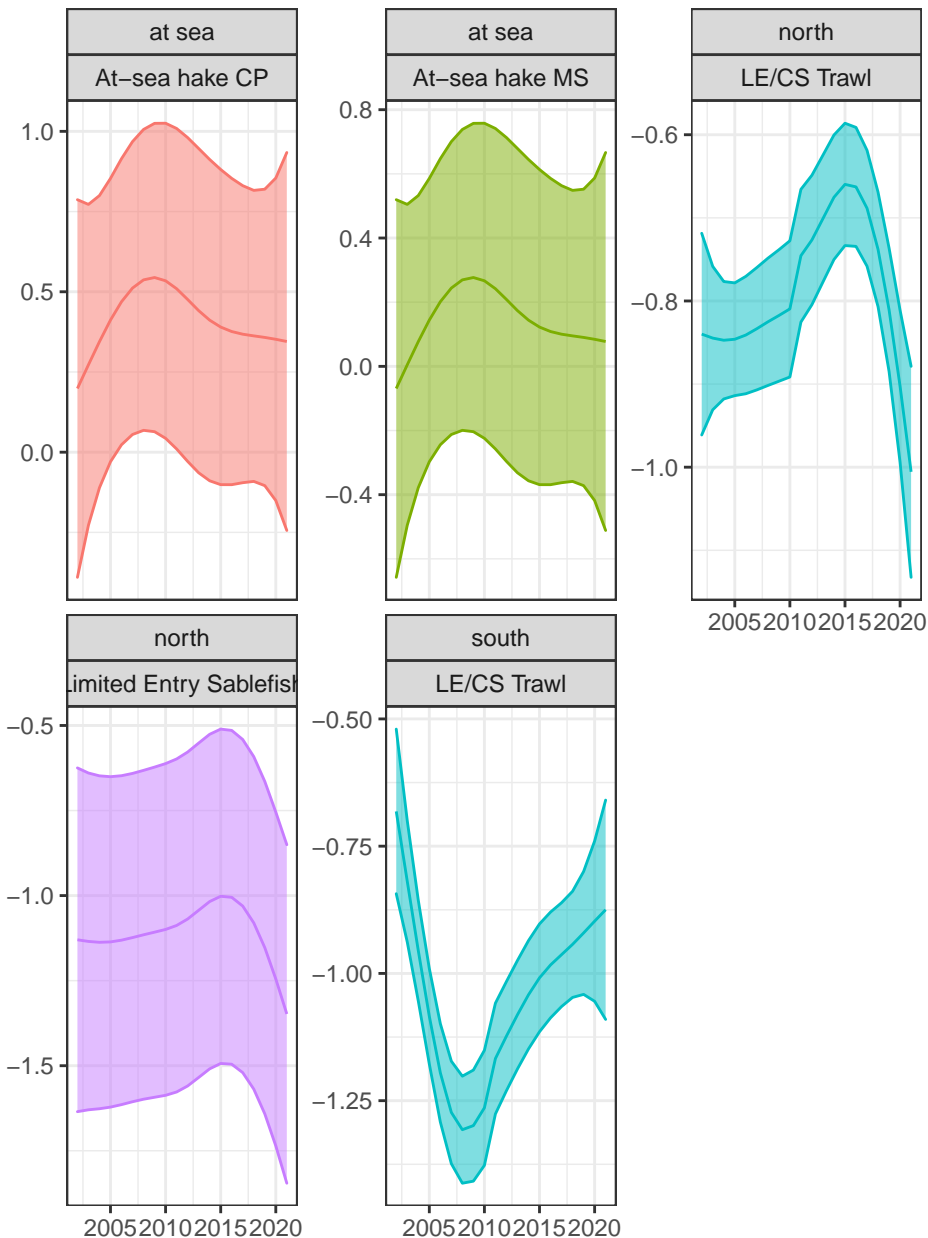 at sea
At−sea hake CP
1.0
0.5
0.0
at sea
At−sea hake MS
0.8
0.4
0.0
−0.4
north
LE/CS Trawl
−0.6
−0.8
−1.0
2005 2010 2015 2020
north
Limited Entry Sablefish
−0.5
−1.0
−1.5
2005 2010 2015 2020
south
LE/CS Trawl
−0.50
−0.75
−1.00
−1.25
2005 2010 2015 2020